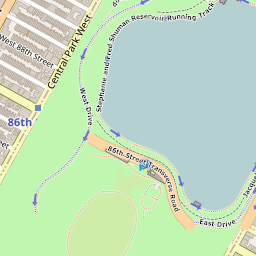 West 88th Street
Central Park West
Stephanie and Fred Shuman Reservoir Running Track
West Drive
86th
86th Street Transverse Road
East Drive